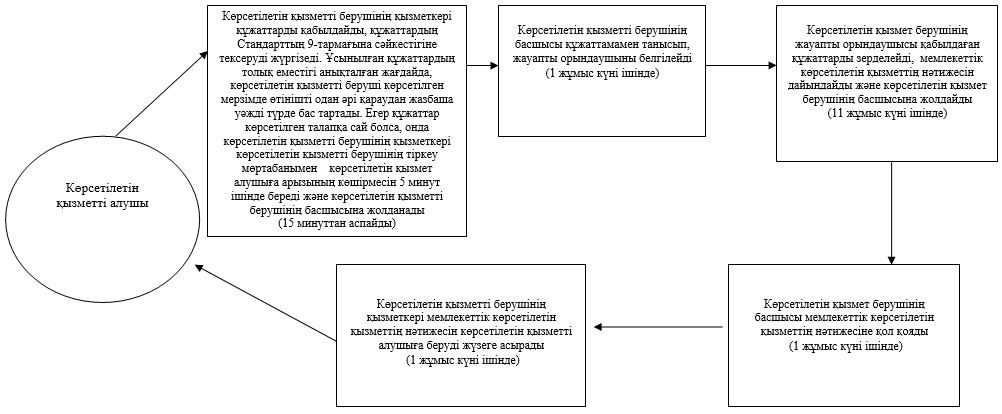 Көрсетілетін
қызметті алушы
Көрсетілетін қызметті берушінің қызметкері
құжаттарды қабылдайды, құжаттардың
Стандарттың 9-тармағына сәйкестігіне
тексеруді жүргізеді. Ұсынылған құжаттардың
толық еместігі анықталған жағдайда,
көрсетілетін қызметті беруші көрсетілген
мерзімде өтінішті одан әрі қараудан жазбаша
уәжді түрде бас тартады. Егер құжаттар
көрсетілген талапқа сай болса, онда
көрсетілетін қызметті берушінің қызметкері
көрсетілетін қызметті берушінің тіркеу
мөртабанымен көрсетілетін қызмет
алушыға арызының көшірмесін 5 минут
ішінде береді және көрсетілетін қызметті
берушінің басшысына жолданады
(15 минуттан аспайды)
Көрсетілетін қызметті берушінің
басшысы құжаттамамен танысып,
жауапты орындаушыны белгілейді
(1 жұмыс күні ішінде)
Көрсетілетін қызмет берушінің
жауапты орындаушысы қабылдаған
құжаттарды зерделейді, мемлекеттік
көрсетілетін қызметтің нәтижесін
дайындайды және көрсетілетін қызмет
берушінің басшысына жолдайды
(11 жұмыс күні ішінде)
Көрсетілетін қызмет берушінің
басшысы мемлекеттік көрсетілетін
қызметтің нәтижесіне қол қояды
(1 жұмыс күні ішінде)
Көрсетілетін қызметті берушінің
қызметкері мемлекеттік көрсетілетін
қызметтің нәтижесін көрсетілетін қызметті
алушыға беруді жүзеге асырады
(1 жұмыс күні ішінде)